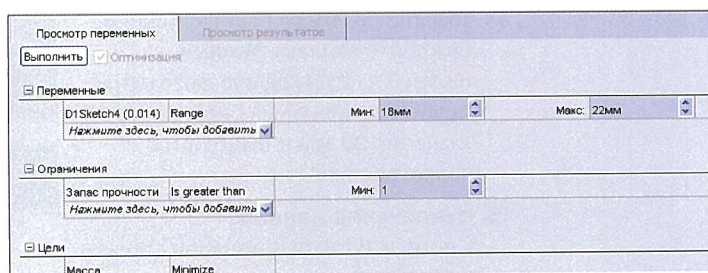 Просмотр переменных Просмотр результатов
Выполнить Оптимизация
Переменные
D1Sketch4 (0.014) Range Мин: 18мм Макс: 22мм
Нажмите здесь, чтобы добавить
Ограничения
Запас прочности Is greater than Мин: 1
Нажмите здесь, чтобы добавить
Цели
Масса Minimize